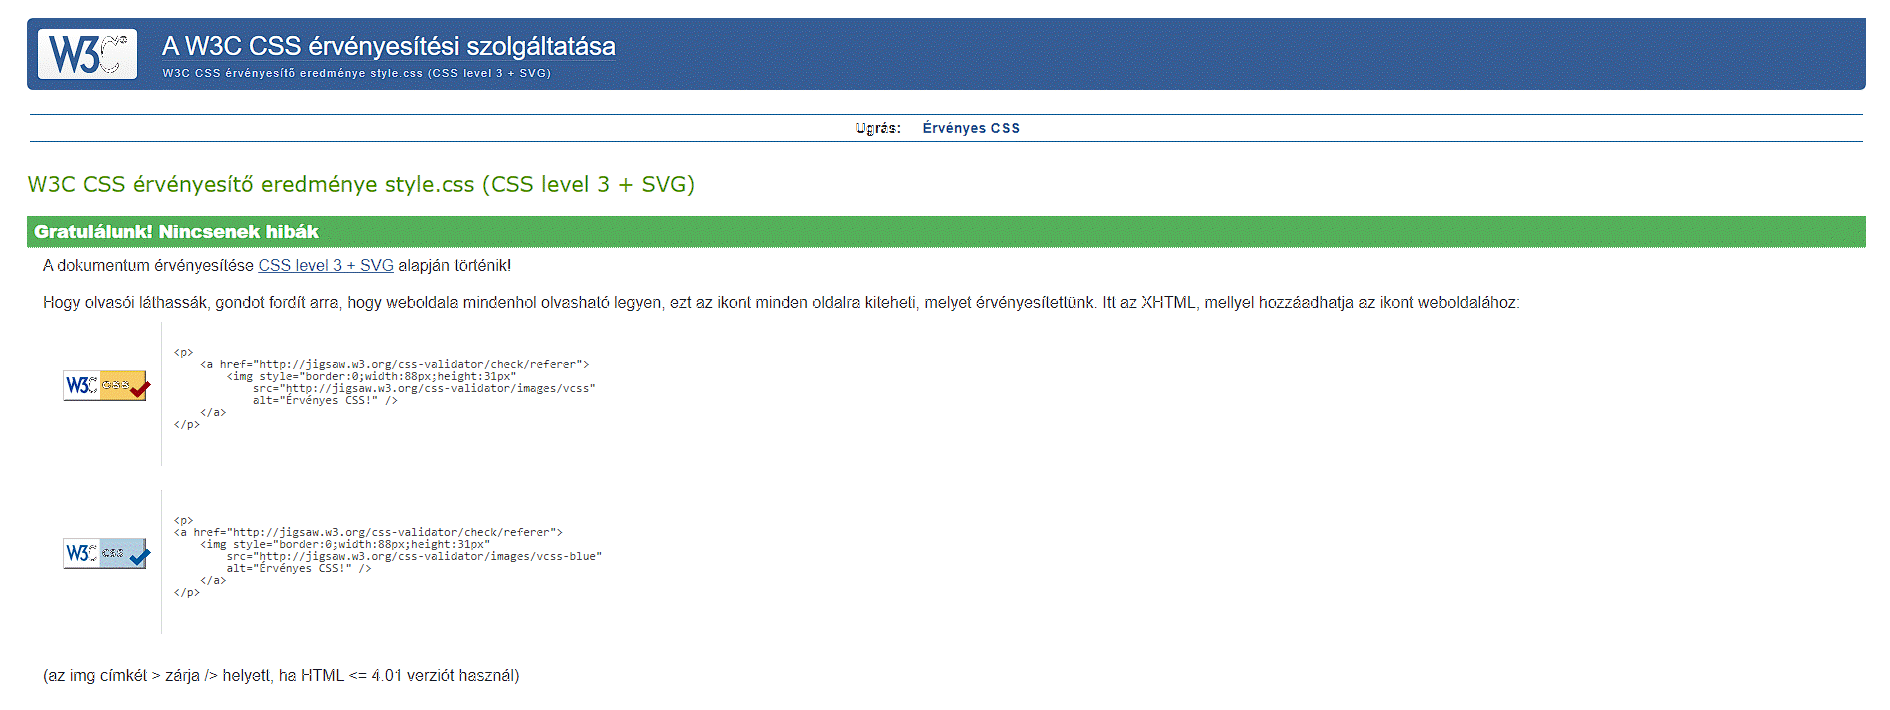 W3C®
A W3C CSS érvényesítési szolgáltatása
W3C CSS érvényesítő eredménye style.css (CSS level 3 + SVG)
Ugrás: Érvényes CSS
W3C CSS érvényesítő eredménye style.css (CSS level 3 + SVG)
Gratulálunk! Nincsenek hibák
A dokumentum érvényesítése CSS level 3 + SVG alapján történik!
Hogy olvasói láthassák, gondot fordít arra, hogy weboldala mindenhol olvasható legyen, ezt az ikont minden oldalra kiteheti, melyet érvényesítettünk. Itt az XHTML, mellyel hozzáadhatja az ikont weboldalához:
W3C css
<p>
<a href="http://jigsaw.w3.org/css-validator/check/referer">
<img style="border:0;width:88px;height:31px"
src="http://jigsaw.w3.org/css-validator/images/vcss"
alt="Érvényes CSS!" />
</a>
</p>
W3C css
<p>
<a href="http://jigsaw.w3.org/css-validator/check/referer">
<img style="border:0;width:88px;height:31px"
src="http://jigsaw.w3.org/css-validator/images/vcss-blue"
alt="Érvényes CSS!" />
</a>
</p>
(az img címkét > zárja /> helyett, ha HTML <= 4.01 verziót használ)